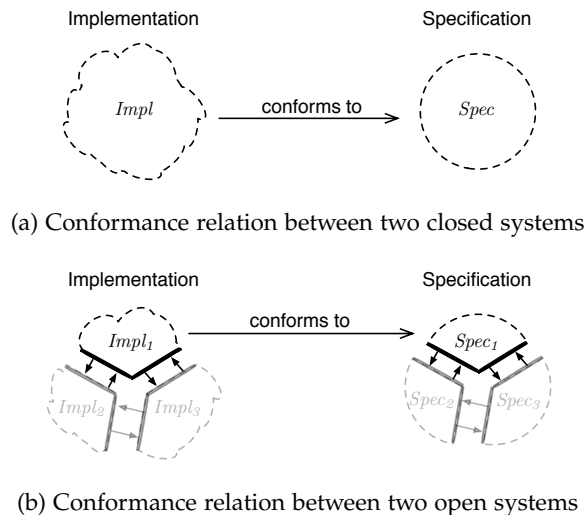 Implementation Specification
Impl conforms to Spec
(a) Conformance relation between two closed systems
Implementation Specification
conforms to
Impl1 Spec1
Impl2 Impl3 Spec2 Spec3
(b) Conformance relation between two open systems